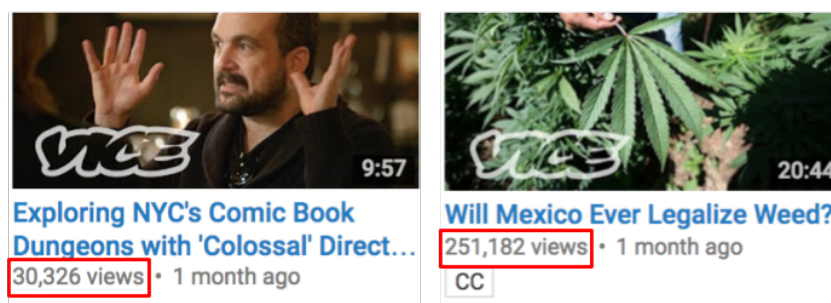 VICE
9:57
Exploring NYC's Comic Book
Dungeons with 'Colossal' Direct...
30,326 views • 1 month ago
VICE
20:44
Will Mexico Ever Legalize Weed?
251,182 views • 1 month ago
CC